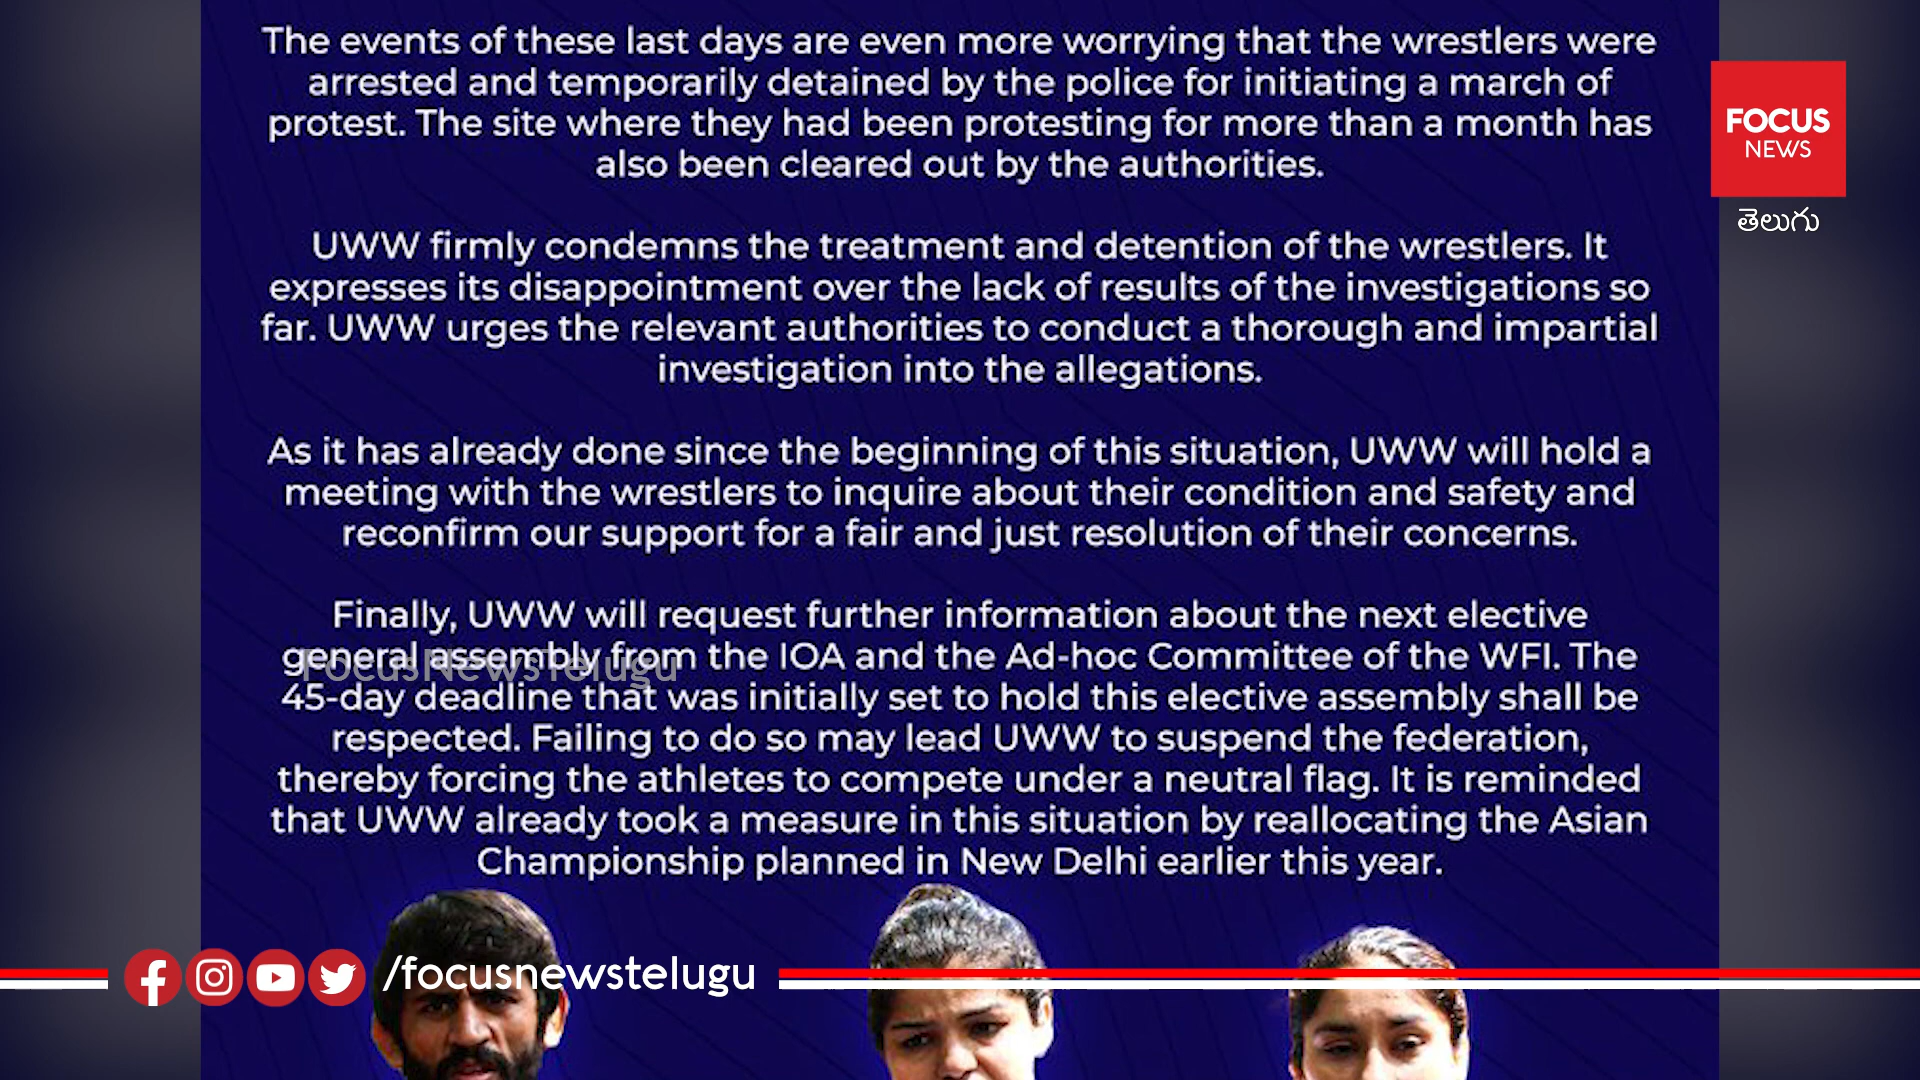 The events of these last days are even more worrying that the wrestlers were
arrested and temporarily detained by the police for initiating a march of
protest. The site where they had been protesting for more than a month has
also been cleared out by the authorities.
UWW firmly condemns the treatment and detention of the wrestlers. It
expresses its disappointment over the lack of results of the investigations so
far. UWW urges the relevant authorities to conduct a thorough and impartial
investigation into the allegations.
As it has already done since the beginning of this situation, UWW will hold a
meeting with the wrestlers to inquire about their condition and safety and
reconfirm our support for a fair and just resolution of their concerns.
Finally, UWW will request further information about the next elective
general assembly from the IOA and the Ad-hoc Committee of the WFI. The
45-day deadline that was initially set to hold this elective assembly shall be
respected. Failing to do so may lead UWW to suspend the federation,
thereby forcing the athletes to compete under a neutral flag. It is reminded
that UWW already took a measure in this situation by reallocating the Asian
Championship planned in New Delhi earlier this year.
FocusNewsTelugu
FOCUS
NEWS
తెలుగు
/focusnewstelugu